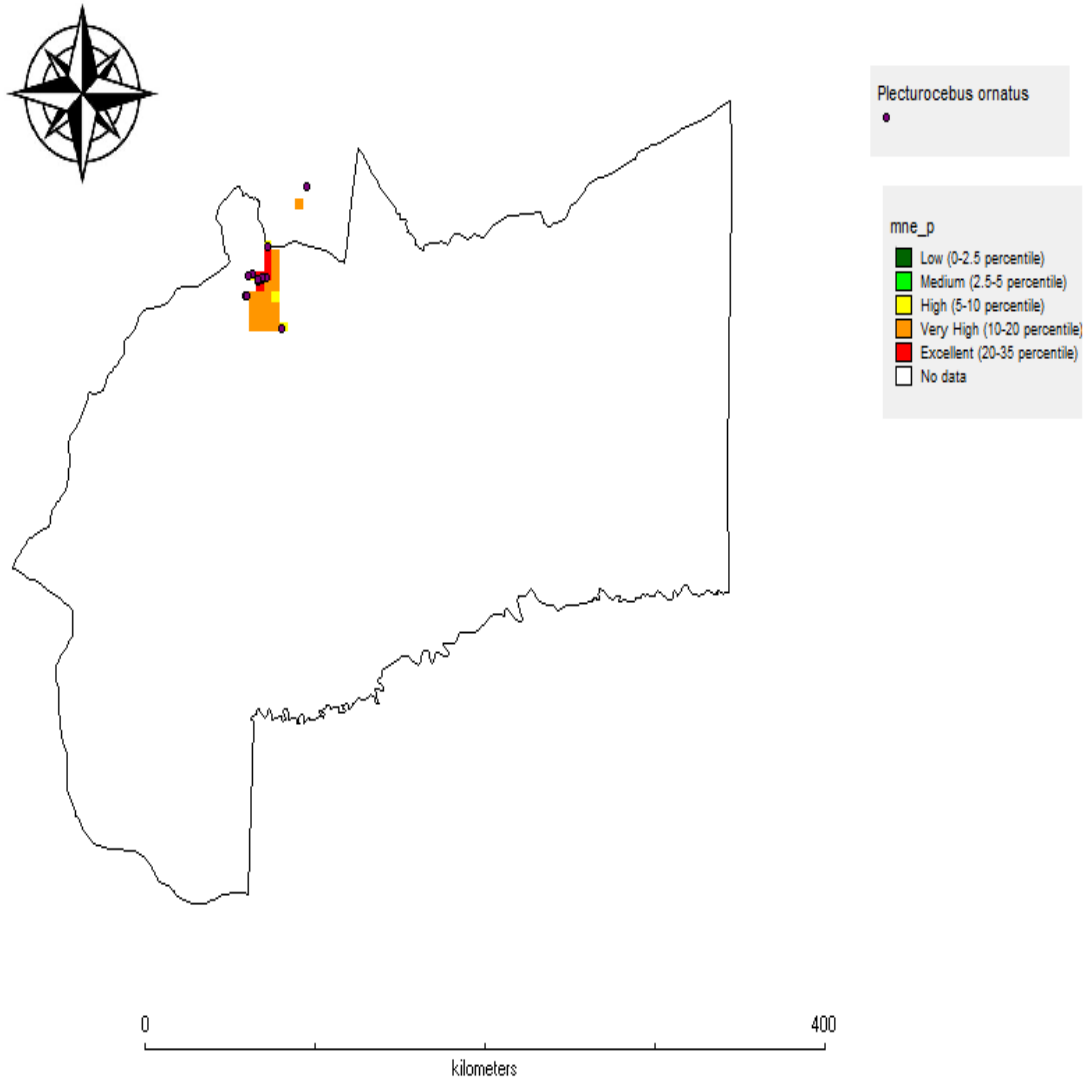 Plecturocebus ornatus
mne_p
Low (0-2.5 percentile)
Medium (2.5-5 percentile)
High (5-10 percentile)
Very High (10-20 percentile)
Excellent (20-35 percentile)
No data
0 400
kilometers